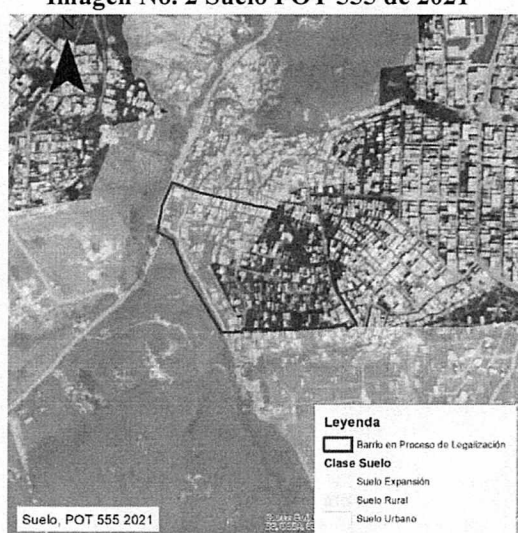 Imagen No. 2 Suelo POT 555 de 2021
N
Leyenda
Barrio en Proceso de Legalización
Clase Suelo
Suelo Expansión
Suelo Rural
Suelo Urbano
Suelo, POT 555 2021